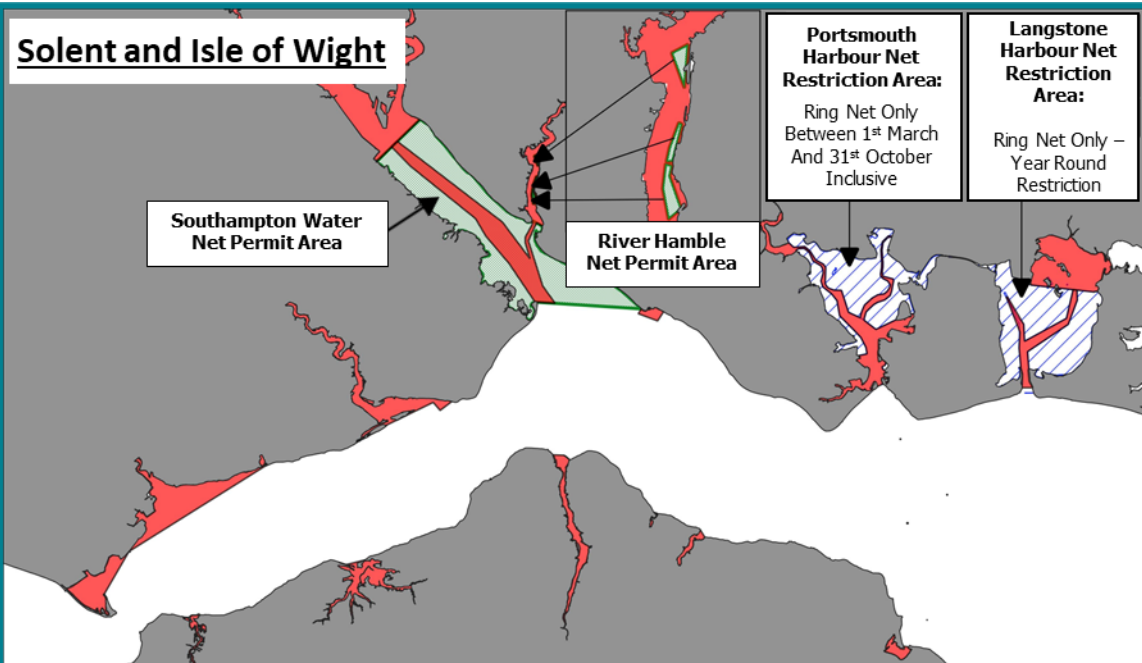 Solent and Isle of Wight
Portsmouth
Harbour Net
Restriction Area:
Ring Net Only
Between 1st March
And 31st October
Inclusive
Langstone
Harbour Net
Restriction
Area:
Ring Net Only –
Year Round
Restriction
Southampton Water
Net Permit Area
River Hamble
Net Permit Area